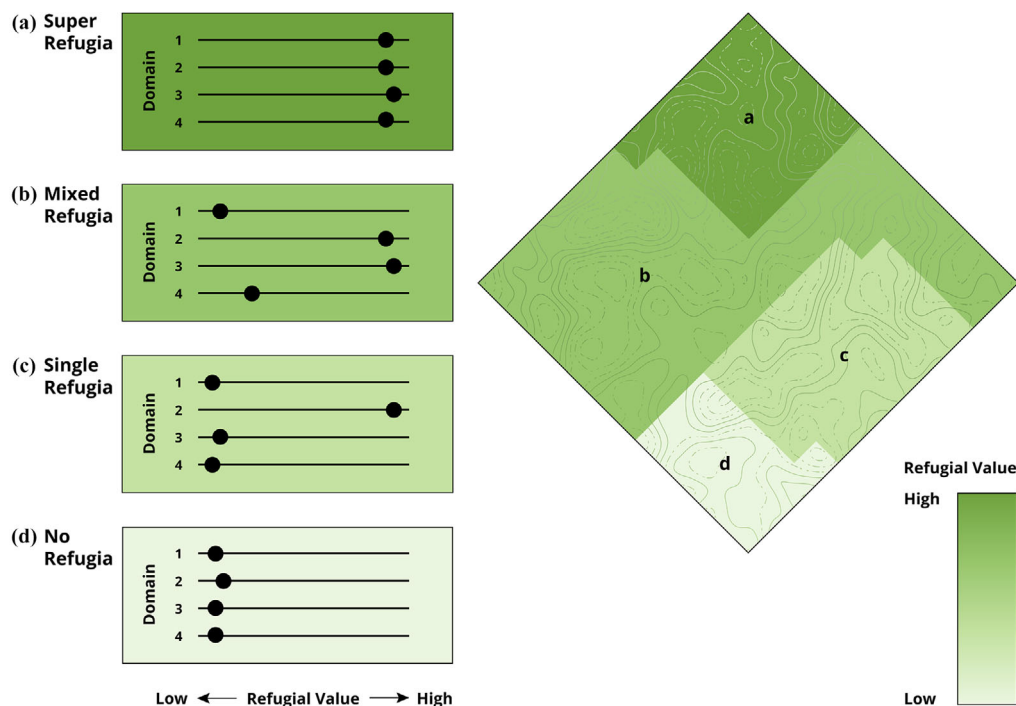 (a) Super
Refugia
Domain
1
2
3
4
(b) Mixed
Refugia
Domain
1
2
3
4
(c) Single
Refugia
Domain
1
2
3
4
(d) No
Refugia
Domain
1
2
3
4
Low Refugial Value High
a
b
c
d
Refugial Value
High
Low